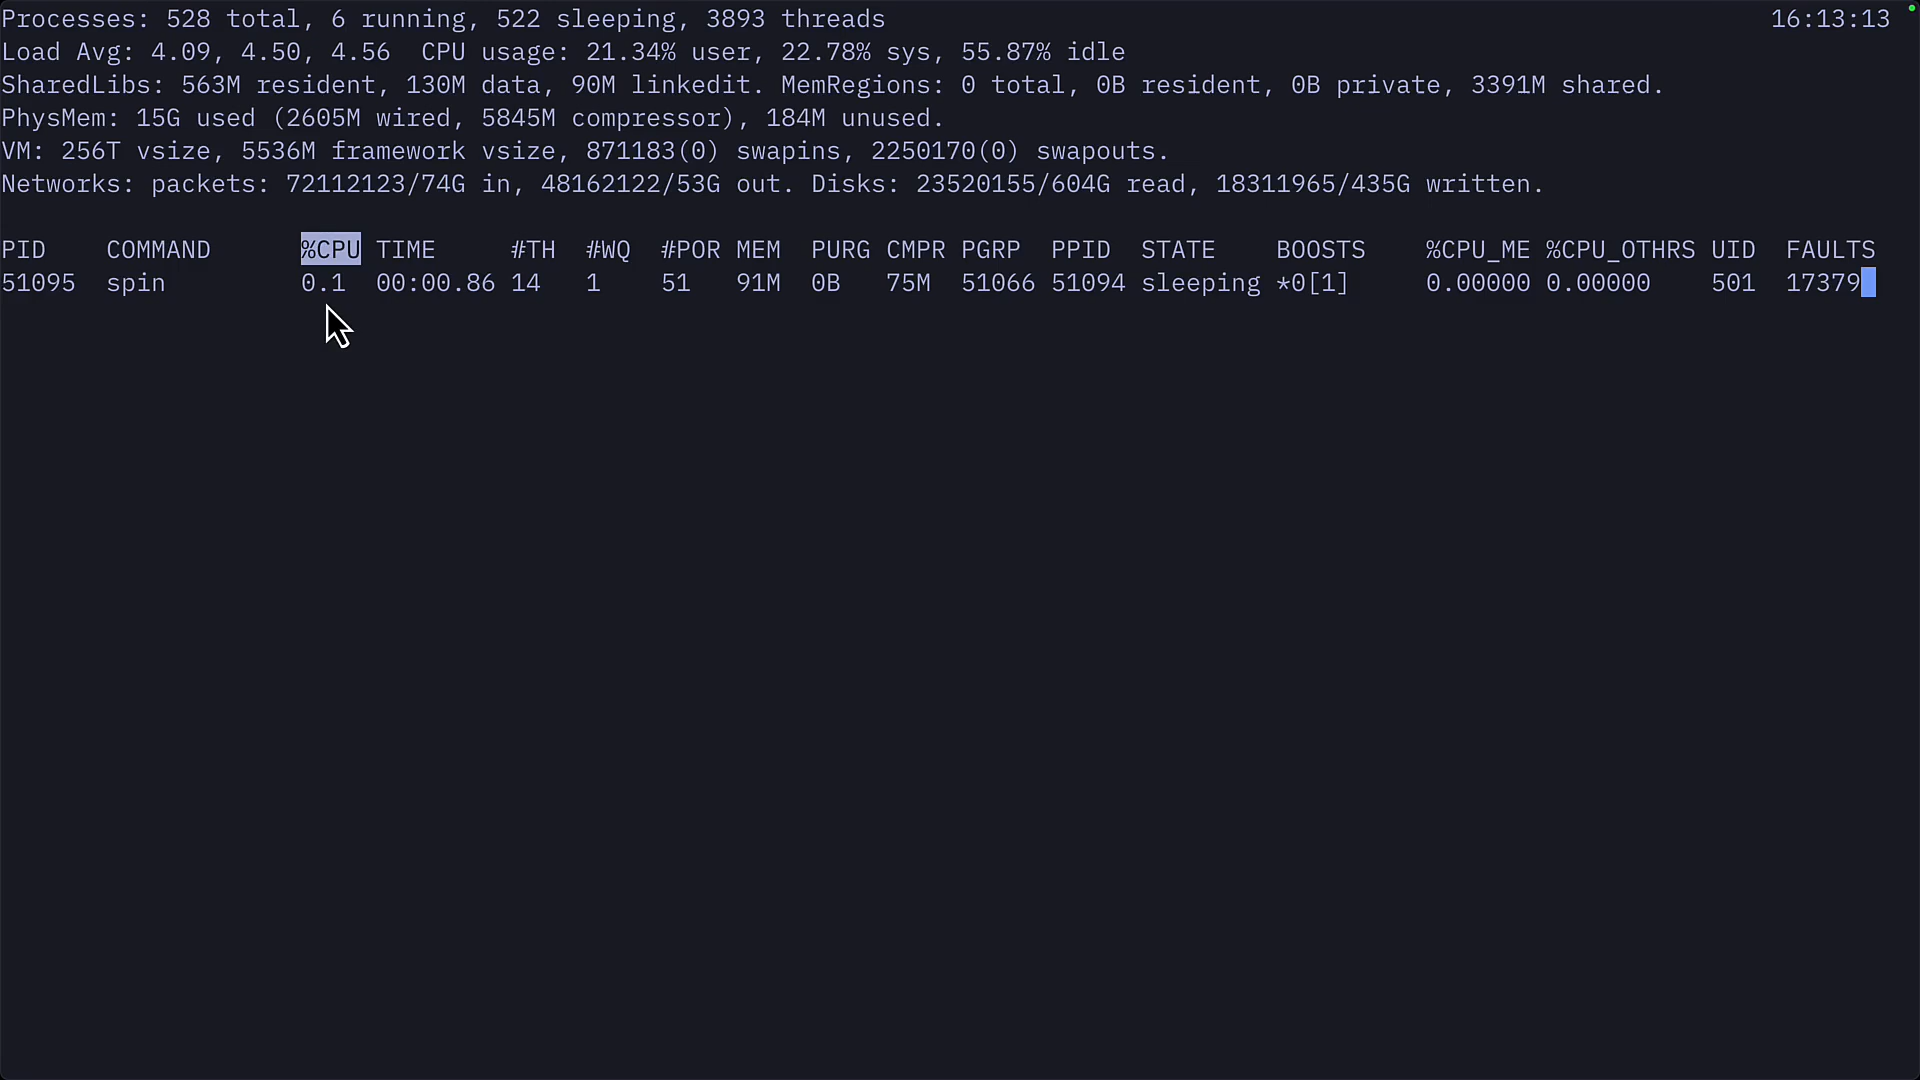 Processes: 528 total, 6 running, 522 sleeping, 3893 threads 16:13:13
Load Avg: 4.09, 4.50, 4.56 CPU usage: 21.34% user, 22.78% sys, 55.87% idle
SharedLibs: 563M resident, 130M data, 90M linkedit. MemRegions: 0 total, 0B resident, 0B private, 3391M shared.
PhysMem: 15G used (2605M wired, 5845M compressor), 184M unused.
VM: 256T vsize, 5536M framework vsize, 871183(0) swapins, 2250170(0) swapouts.
Networks: packets: 72112123/74G in, 48162122/53G out. Disks: 23520155/604G read, 18311965/435G written.
PID COMMAND %CPU TIME #TH #WQ #POR MEM PURG CMPR PGRP PPID STATE BOOSTS %CPU_ME %CPU_OTHRS UID FAULTS
51095 spin 0.1 00:00.86 14 1 51 91M 0B 75M 51066 51094 sleeping *0[1] 0.00000 0.00000 501 17379